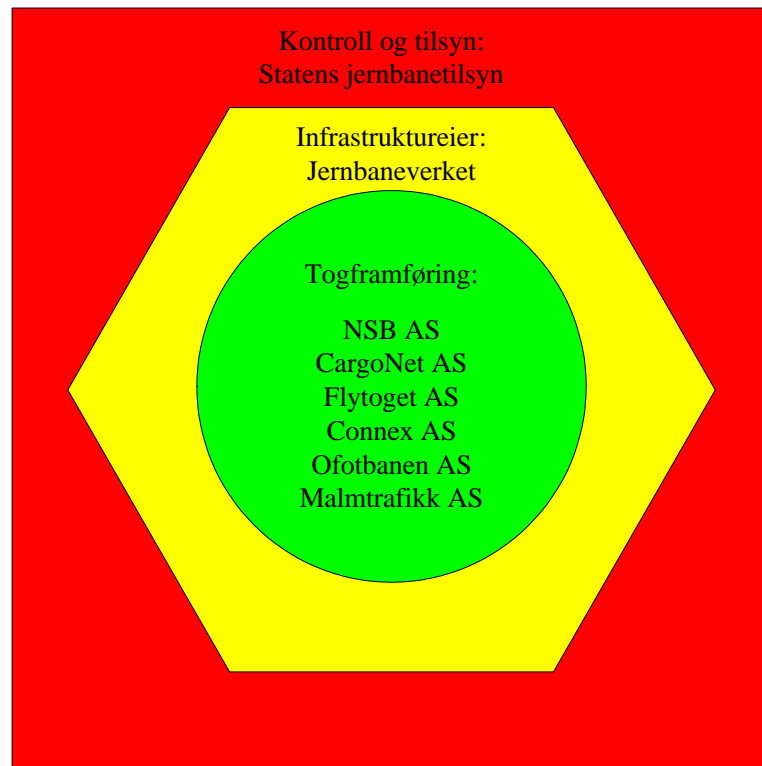 Kontroll og tilsyn:
Statens jernbanetilsyn
Infrastruktureier:
Jernbaneverket
Togframføring:
NSB AS
CargoNet AS
Flytoget AS
Connex AS
Ofotbanen AS
Malmtrafikk AS